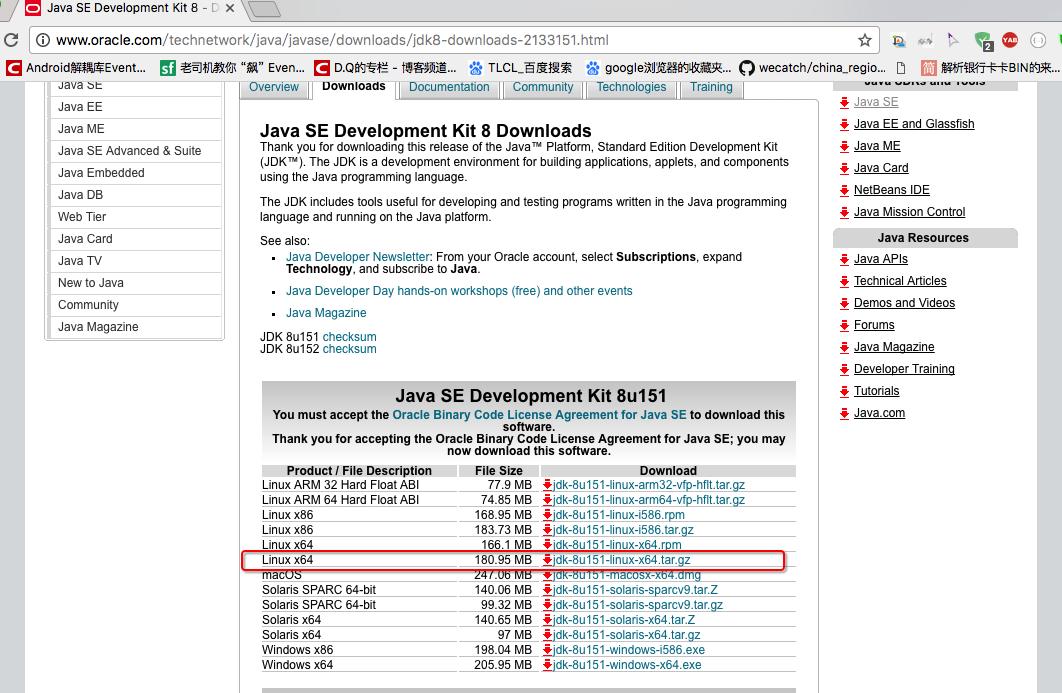 Java SE Development Kit 8 - D
www.oracle.com/technetwork/java/javase/downloads/jdk8-downloads-2133151.html
2
YAB
Android解耦库Event...
sf 老司机教你 “飙” Even...
D.Q的专栏 - 博客频道...
TLCL_百度搜索
google浏览器的收藏夹...
wecatch/china_regio...
简 解析银行卡卡BIN的来...
Java SE
Java EE
Java ME
Java SE Advanced & Suite
Java Embedded
Java DB
Web Tier
Java Card
Java TV
New to Java
Community
Java Magazine
Overview
Downloads
Documentation
Community
Technologies
Training
Java SE Development Kit 8 Downloads
Thank you for downloading this release of the Java™ Platform, Standard Edition Development Kit
(JDK™). The JDK is a development environment for building applications, applets, and components
using the Java programming language.
The JDK includes tools useful for developing and testing programs written in the Java programming
language and running on the Java platform.
See also:
Java Developer Newsletter: From your Oracle account, select Subscriptions, expand
Technology, and subscribe to Java.
Java Developer Day hands-on workshops (free) and other events
Java Magazine
JDK 8u151 checksum
JDK 8u152 checksum
Java SE Development Kit 8u151
You must accept the Oracle Binary Code License Agreement for Java SE to download this
software.
Thank you for accepting the Oracle Binary Code License Agreement for Java SE; you may
now download this software.
Product / File Description File Size Download
Linux ARM 32 Hard Float ABI 77.9 MB jdk-8u151-linux-arm32-vfp-hflt.tar.gz
Linux ARM 64 Hard Float ABI 74.85 MB jdk-8u151-linux-arm64-vfp-hflt.tar.gz
Linux x86 168.95 MB jdk-8u151-linux-i586.rpm
Linux x86 183.73 MB jdk-8u151-linux-i586.tar.gz
Linux x64 166.1 MB jdk-8u151-linux-x64.rpm
Linux x64 180.95 MB jdk-8u151-linux-x64.tar.gz
macOS 247.06 MB jdk-8u151-macosx-x64.dmg
Solaris SPARC 64-bit 140.06 MB jdk-8u151-solaris-sparcv9.tar.Z
Solaris SPARC 64-bit 99.32 MB jdk-8u151-solaris-sparcv9.tar.gz
Solaris x64 140.65 MB jdk-8u151-solaris-x64.tar.Z
Solaris x64 97 MB jdk-8u151-solaris-x64.tar.gz
Windows x86 198.04 MB jdk-8u151-windows-i586.exe
Windows x64 205.95 MB jdk-8u151-windows-x64.exe
Java SDKs and Tools
Java SE
Java EE and Glassfish
Java ME
Java Card
NetBeans IDE
Java Mission Control
Java Resources
Java APIs
Technical Articles
Demos and Videos
Forums
Java Magazine
Developer Training
Tutorials
Java.com